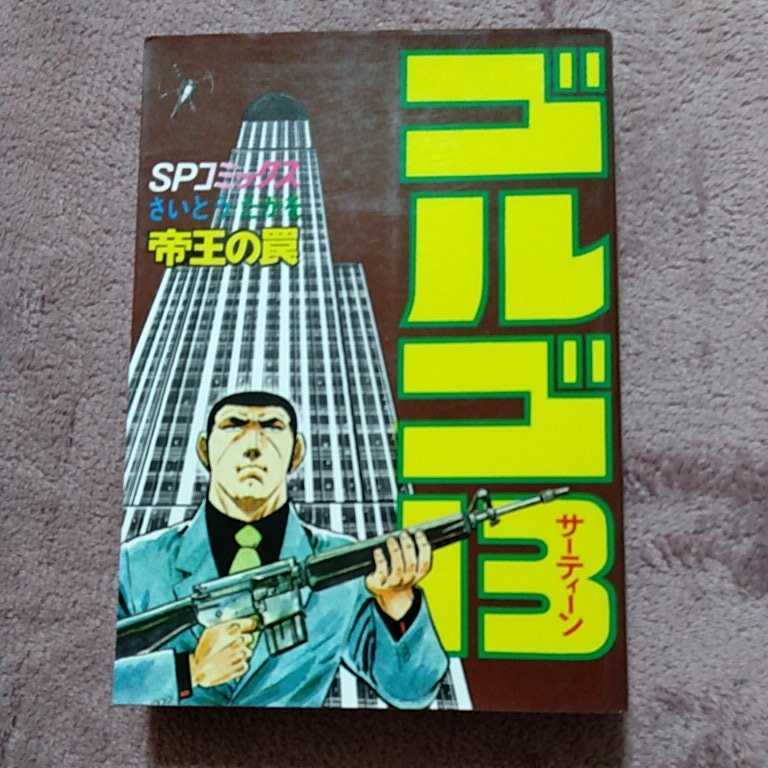 SPコミックス
さいとう・たかを
帝王の罠
ゴルゴ13
サーティーン